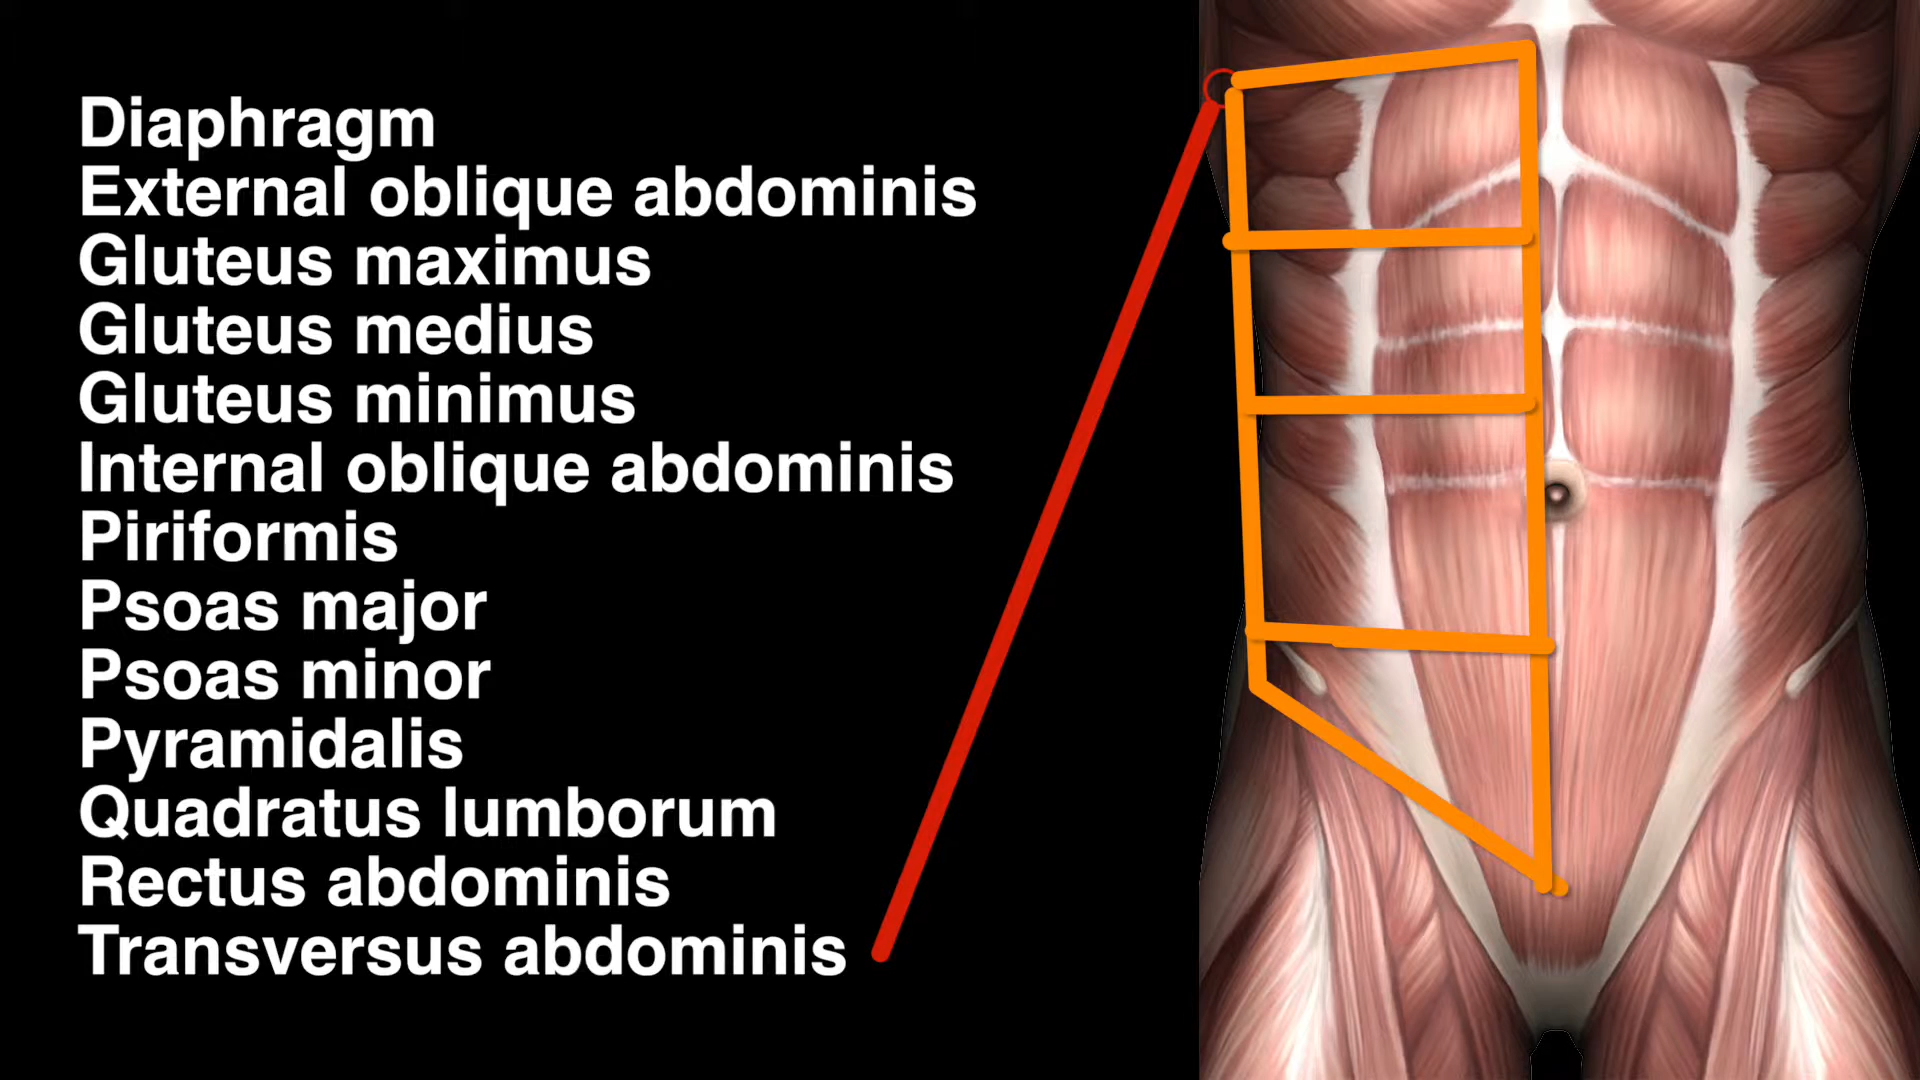 Diaphragm
External oblique abdominis
Gluteus maximus
Gluteus medius
Gluteus minimus
Internal oblique abdominis
Piriformis
Psoas major
Psoas minor
Pyramidalis
Quadratus lumborum
Rectus abdominis
Transversus abdominis